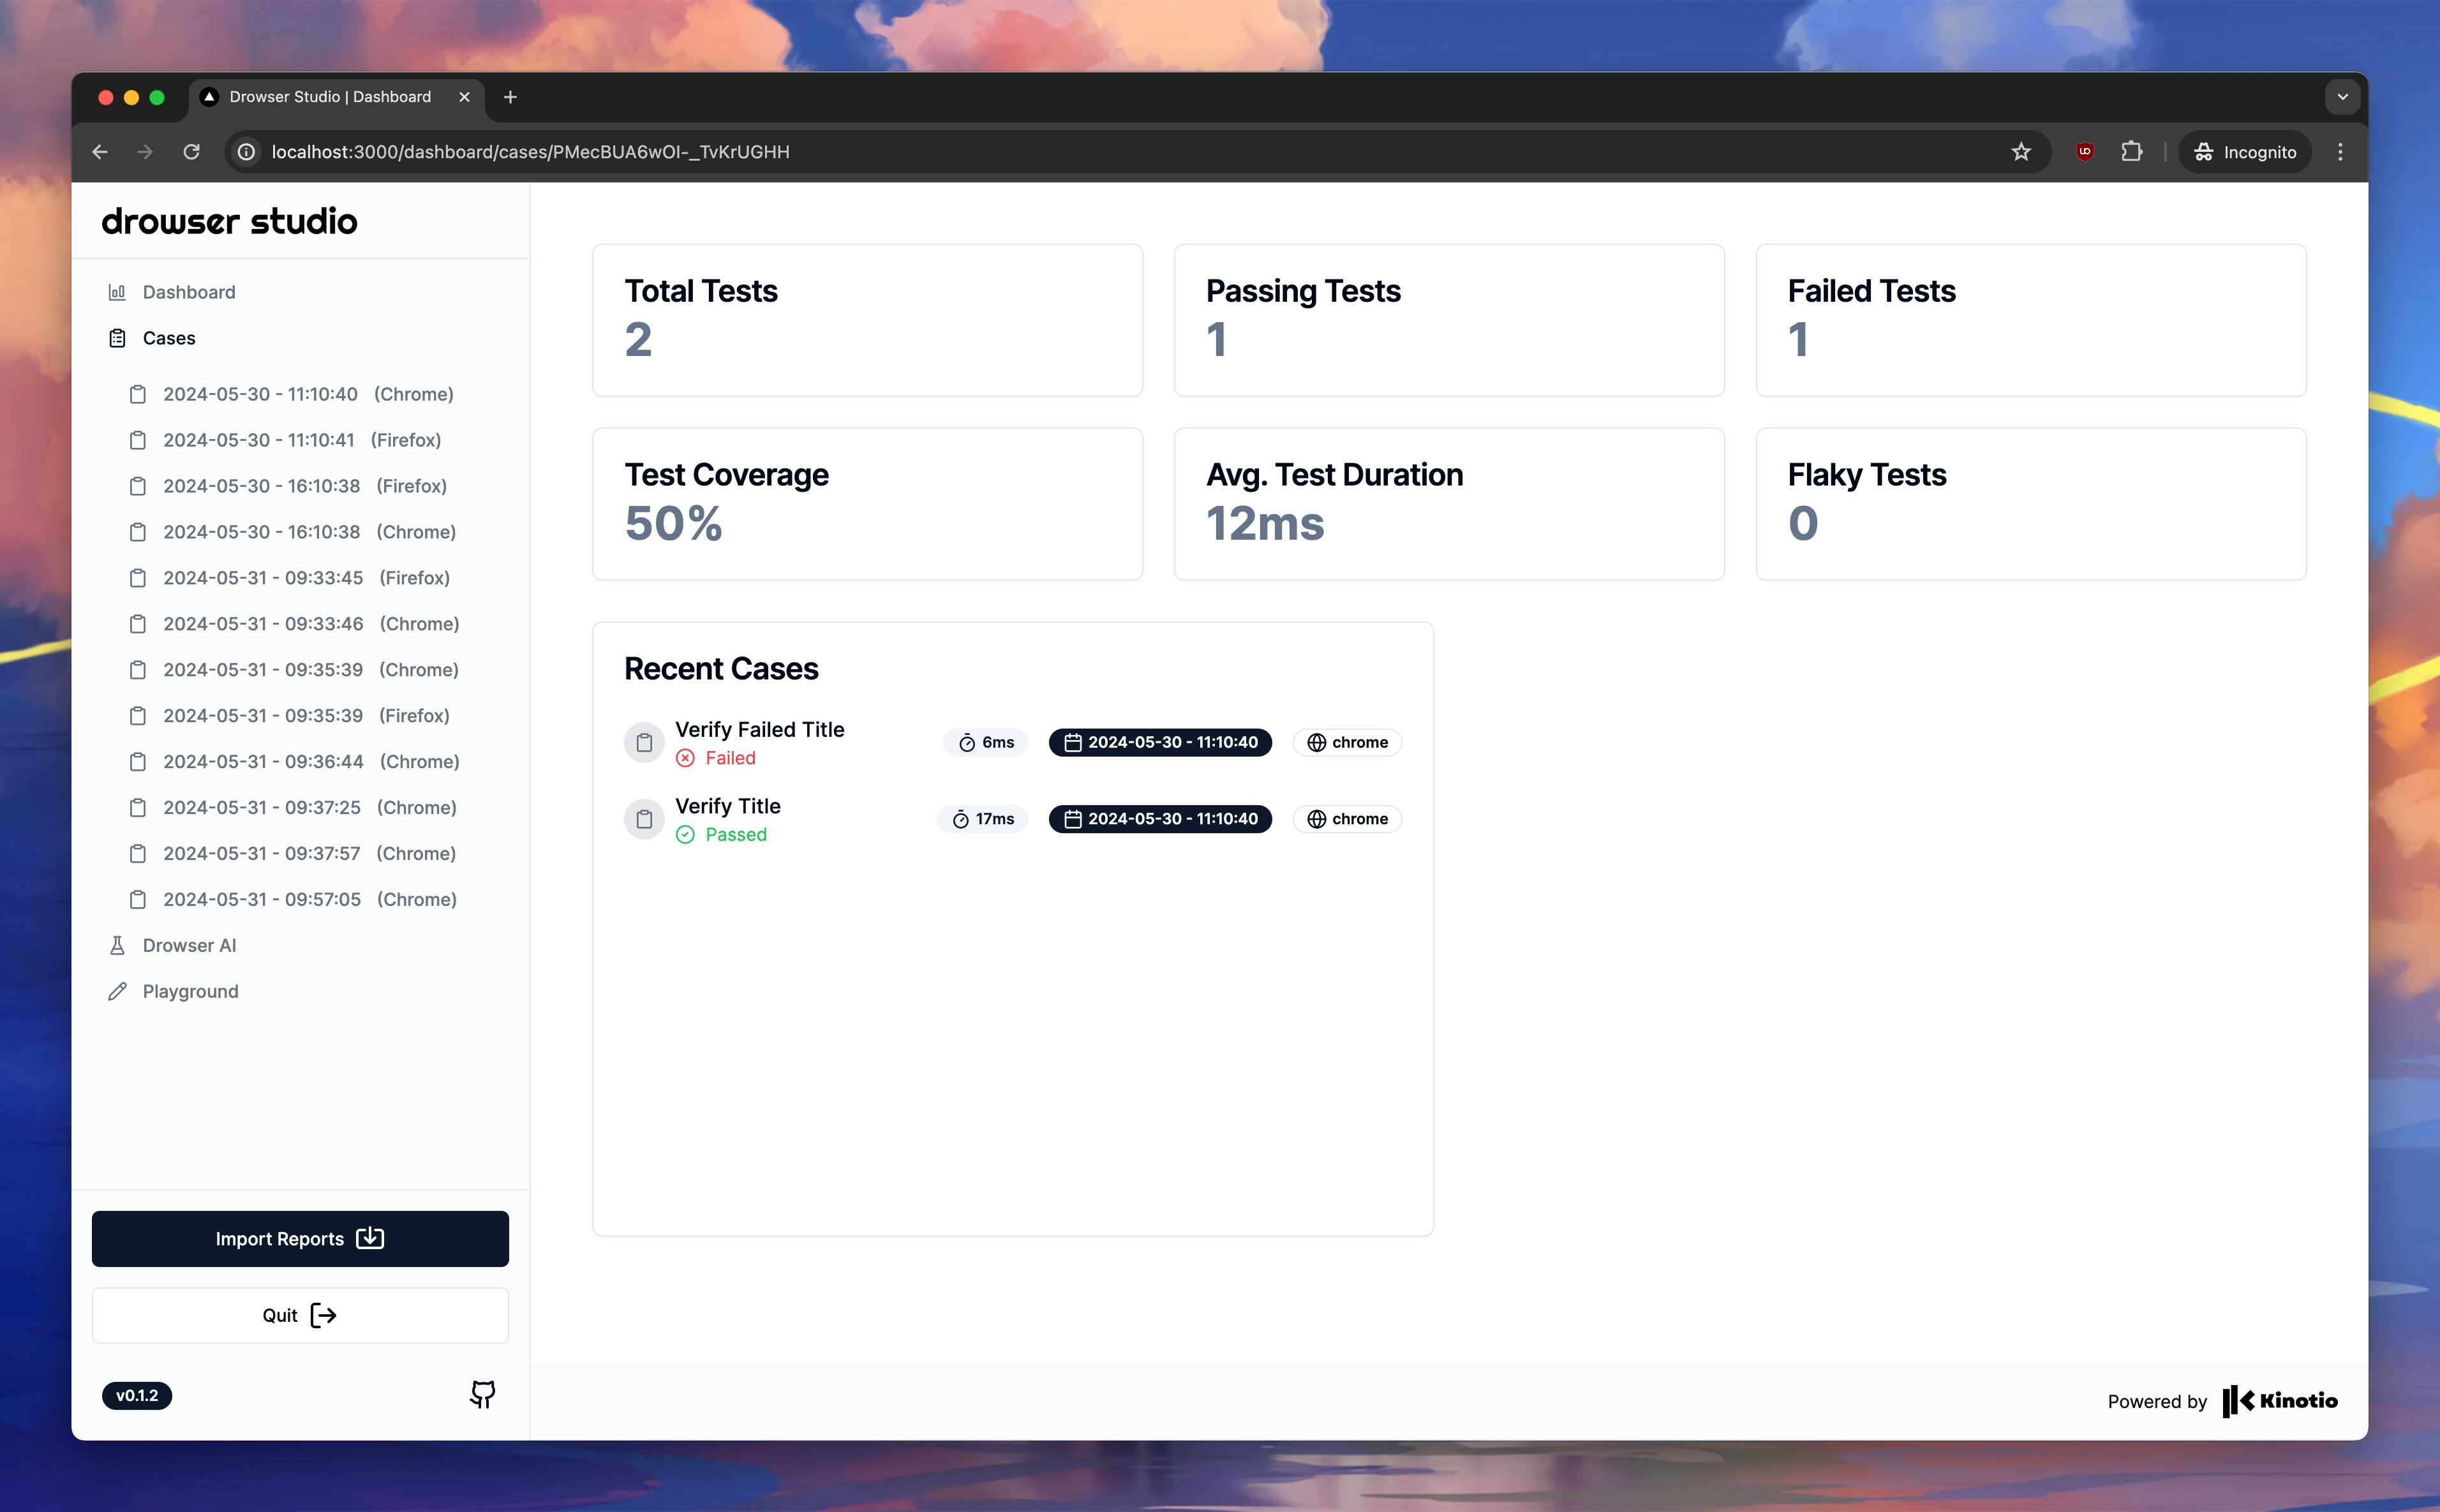 Drowser Studio | Dashboard
localhost:3000/dashboard/cases/PMecBUA6wOI-_TvKrUGHH
Incognito
drowser studio
Dashboard
Cases
2024-05-30 - 11:10:40 (Chrome)
2024-05-30 - 11:10:41 (Firefox)
2024-05-30 - 16:10:38 (Firefox)
2024-05-30 - 16:10:38 (Chrome)
2024-05-31 - 09:33:45 (Firefox)
2024-05-31 - 09:33:46 (Chrome)
2024-05-31 - 09:35:39 (Chrome)
2024-05-31 - 09:35:39 (Firefox)
2024-05-31 - 09:36:44 (Chrome)
2024-05-31 - 09:37:25 (Chrome)
2024-05-31 - 09:37:57 (Chrome)
2024-05-31 - 09:57:05 (Chrome)
Drowser AI
Playground
Import Reports
Quit
v0.1.2
Total Tests
2
Passing Tests
1
Failed Tests
1
Test Coverage
50%
Avg. Test Duration
12ms
Flaky Tests
0
Recent Cases
Verify Failed Title
Failed
6ms
2024-05-30 - 11:10:40
chrome
Verify Title
Passed
17ms
2024-05-30 - 11:10:40
chrome
Powered by Kinotio